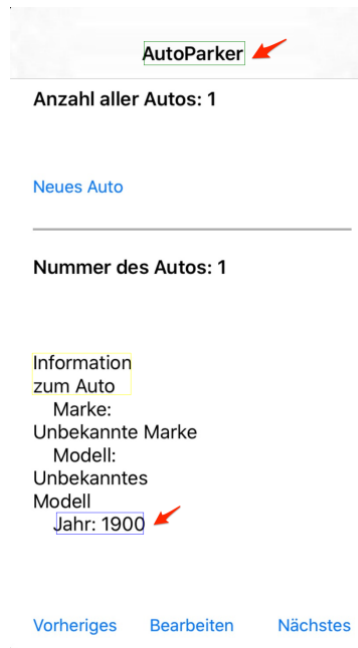 AutoParker
Anzahl aller Autos: 1
Neues Auto
Nummer des Autos: 1
Information
zum Auto
Marke:
Unbekannte Marke
Modell:
Unbekanntes
Modell
Jahr: 1900
Vorheriges Bearbeiten Nächstes